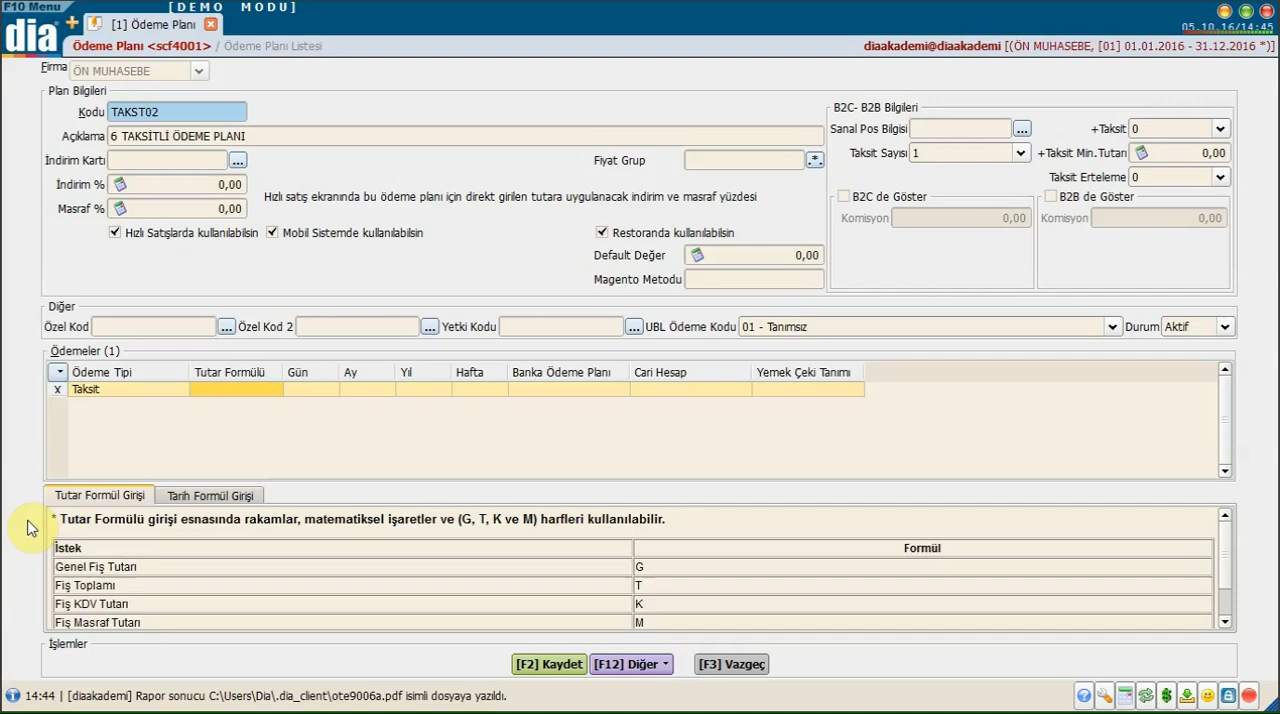 F10 Menu
[DEMO MODU]
dia
[1] Ödeme Planı
05.10.16/14:45
Ödeme Planı <scf4001> / Ödeme Planı Listesi
diaakademi@diaakademi [(ÖN MUHASEBE, [01] 01.01.2016 - 31.12.2016 *)]
Firma ÖN MUHASEBE
Plan Bilgileri
Kodu TAKST02
Açıklama 6 TAKSİTLİ ÖDEME PLANI
İndirim Kartı ...
Fiyat Grup .*.
İndirim % 0,00
Hızlı satış ekranında bu ödeme planı için direkt girilen tutara uygulanacak indirim ve masraf yüzdesi
Masraf % 0,00
Hızlı Satışlarda kullanılabilsin Mobil Sistemde kullanılabilsin Restoranda kullanılabilsin
Default Değer 0,00
Magento Metodu
B2C- B2B Bilgileri
Sanal Pos Bilgisi ... +Taksit 0
Taksit Sayısı 1 +Taksit Min.Tutarı 0,00
Taksit Erteleme 0
B2C de Göster B2B de Göster
Komisyon 0,00 Komisyon 0,00
Diğer
Özel Kod ... Özel Kod 2 ... Yetki Kodu ... UBL Ödeme Kodu 01 - Tanımsız Durum Aktif
Ödemeler (1)
Ödeme Tipi Tutar Formülü Gün Ay Yıl Hafta Banka Ödeme Planı Cari Hesap Yemek Çeki Tanımı
x Taksit
Tutar Formül Girişi Tarih Formül Girişi
* Tutar Formülü girişi esnasında rakamlar, matematiksel işaretler ve (G, T, K ve M) harfleri kullanılabilir.
İstek Formül
Genel Fiş Tutarı G
Fiş Toplamı T
Fiş KDV Tutarı K
Fiş Masraf Tutarı M
İşlemler
[F2] Kaydet [F12] Diğer [F3] Vazgeç
14:44 | [diaakademi] Rapor sonucu C:\Users\Dia\.dia_client\ote9006a.pdf isimli dosyaya yazıldı.